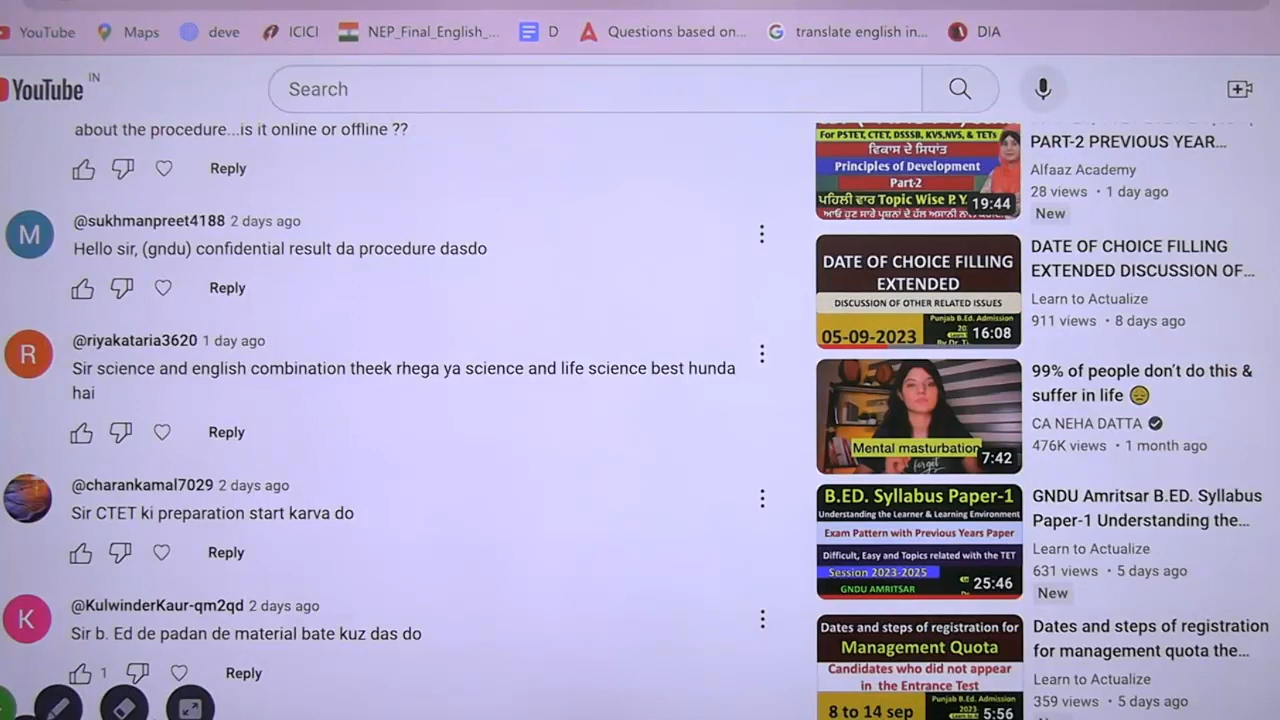 YouTube
Maps
deve
ICICI
NEP_Final_English_...
D
Questions based on...
translate english in...
DIA
YouTube IN
Search
about the procedure...is it online or offline ??
Reply
M
@sukhmanpreet4188 2 days ago
Hello sir, (gndu) confidential result da procedure dasdo
Reply
R
@riyakataria3620 1 day ago
Sir science and english combination theek rhega ya science and life science best hunda
hai
Reply
@charankamal7029 2 days ago
Sir CTET ki preparation start karva do
Reply
K
@KulwinderKaur-qm2qd 2 days ago
Sir b. Ed de padan de material bate kuz das do
1
Reply
For PSTET, CTET, DSSSB, KVS,NVS, & TETs
ਵਿਕਾਸ ਦੇ ਸਿਧਾਂਤ
Principles of Development
Part-2
ਪਹਿਲੀ ਵਾਰ Topic Wise P. Y.
19:44
PART-2 PREVIOUS YEAR...
Alfaaz Academy
28 views • 1 day ago
New
DATE OF CHOICE FILLING
EXTENDED
DISCUSSION OF OTHER RELATED ISSUES
05-09-2023
Punjab B.Ed. Admission
16:08
DATE OF CHOICE FILLING
EXTENDED DISCUSSION OF...
Learn to Actualize
911 views • 8 days ago
Mental masturbation
forget
7:42
99% of people don't do this &
suffer in life
CA NEHA DATTA
476K views • 1 month ago
B.ED. Syllabus Paper-1
Understanding the Learner & Learning Environment
Exam Pattern with Previous Years Paper
Difficult, Easy and Topics related with the TET
Session 2023-2025
GNDU AMRITSAR
25:46
GNDU Amritsar B.ED. Syllabus
Paper-1 Understanding the...
Learn to Actualize
631 views • 5 days ago
New
Dates and steps of registration for
Management Quota
Candidates who did not appear
in the Entrance Test
8 to 14 sep
Punjab B.Ed. Admission
2023
5:56
Dates and steps of registration
for management quota the...
Learn to Actualize
359 views • 5 days ago